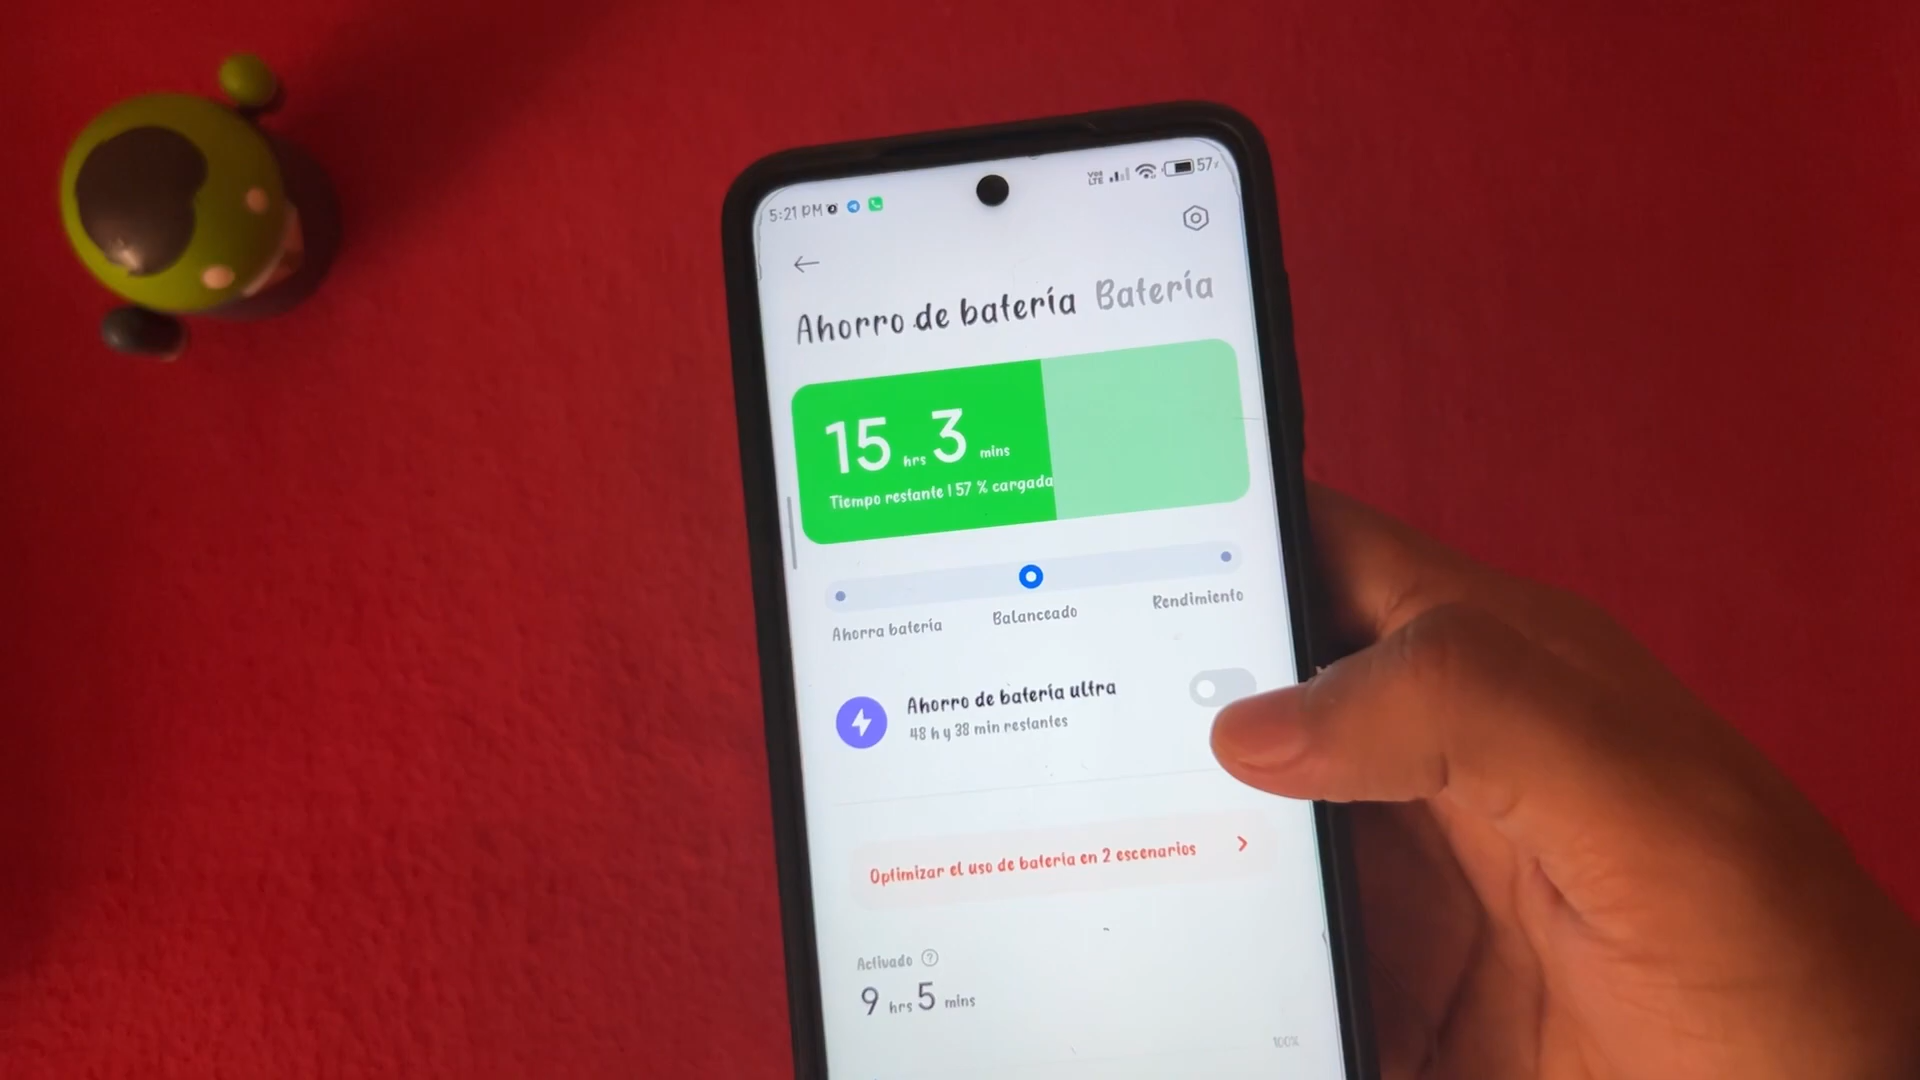 5:21 PM
Vo LTE 57
Ahorro de batería Batería
15 hrs 3 mins
Tiempo restante | 57 % cargada
Ahorra batería Balanceado Rendimiento
Ahorro de batería ultra
48 h y 38 min restantes
Optimizar el uso de batería en 2 escenarios
Activado ?
9 hrs 5 mins
100%